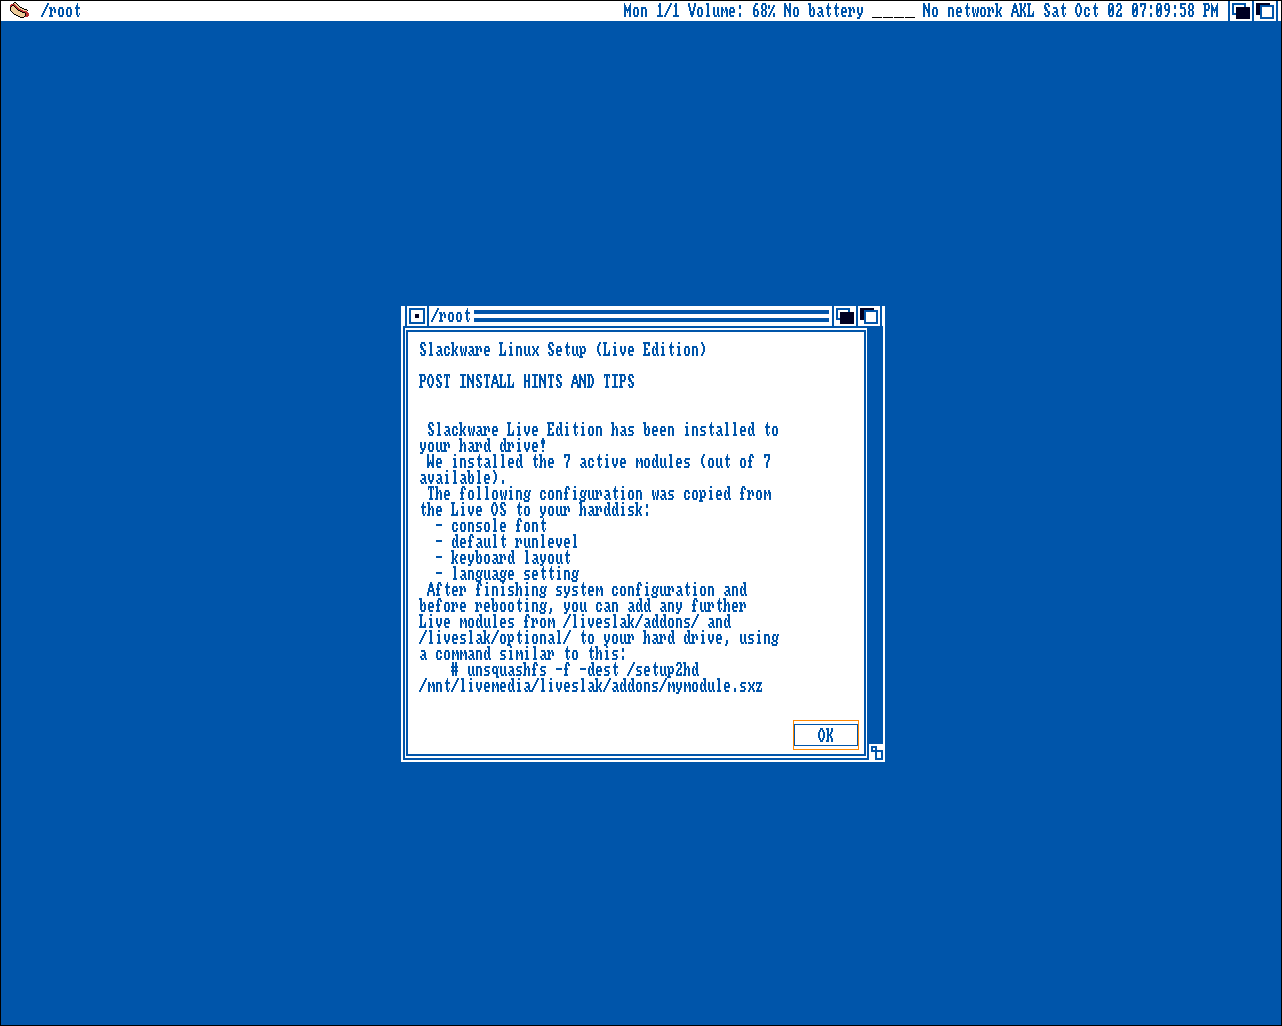 /root
Mon 1/1 Volume: 68% No battery ____ No network AKL Sat Oct 02 07:09:58 PM
/root
Slackware Linux Setup (Live Edition)
POST INSTALL HINTS AND TIPS
Slackware Live Edition has been installed to
your hard drive!
We installed the 7 active modules (out of 7
available).
The following configuration was copied from
the Live OS to your harddisk:
- console font
- default runlevel
- keyboard layout
- language setting
After finishing system configuration and
before rebooting, you can add any further
Live modules from /liveslak/addons/ and
/liveslak/optional/ to your hard drive, using
a command similar to this:
# unsquashfs -f -dest /setup2hd
/mnt/livemedia/liveslak/addons/mymodule.sxz
OK